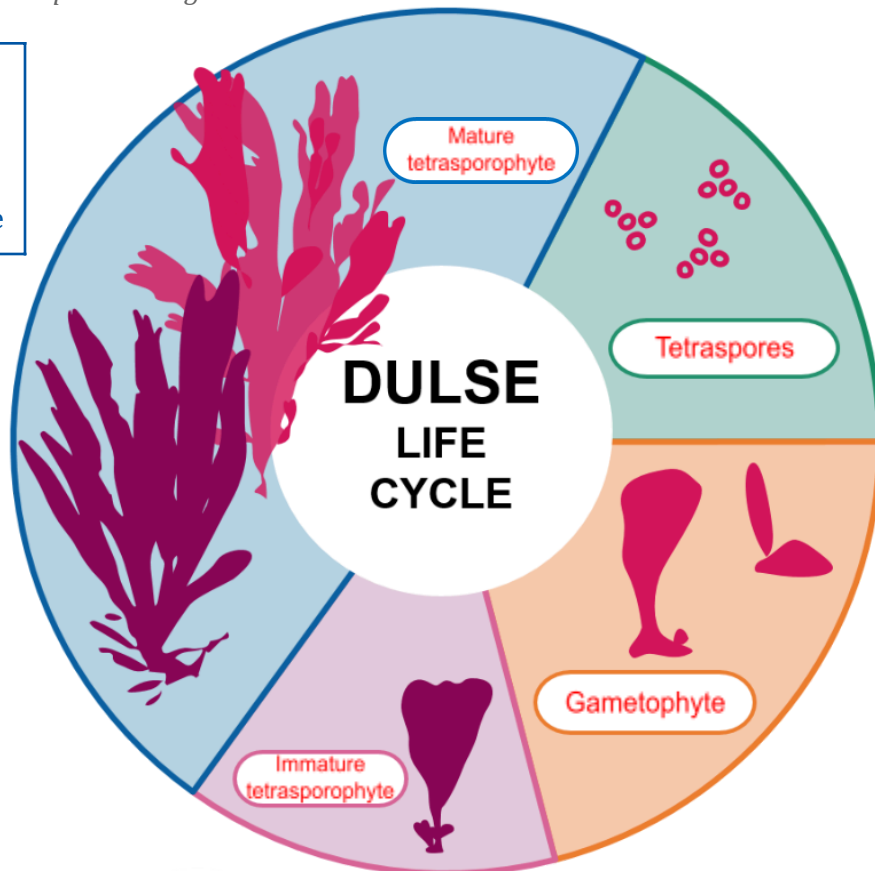 Mature
tetrasporophyte
Tetraspores
DULSE
LIFE
CYCLE
Gametophyte
Immature
tetrasporophyte